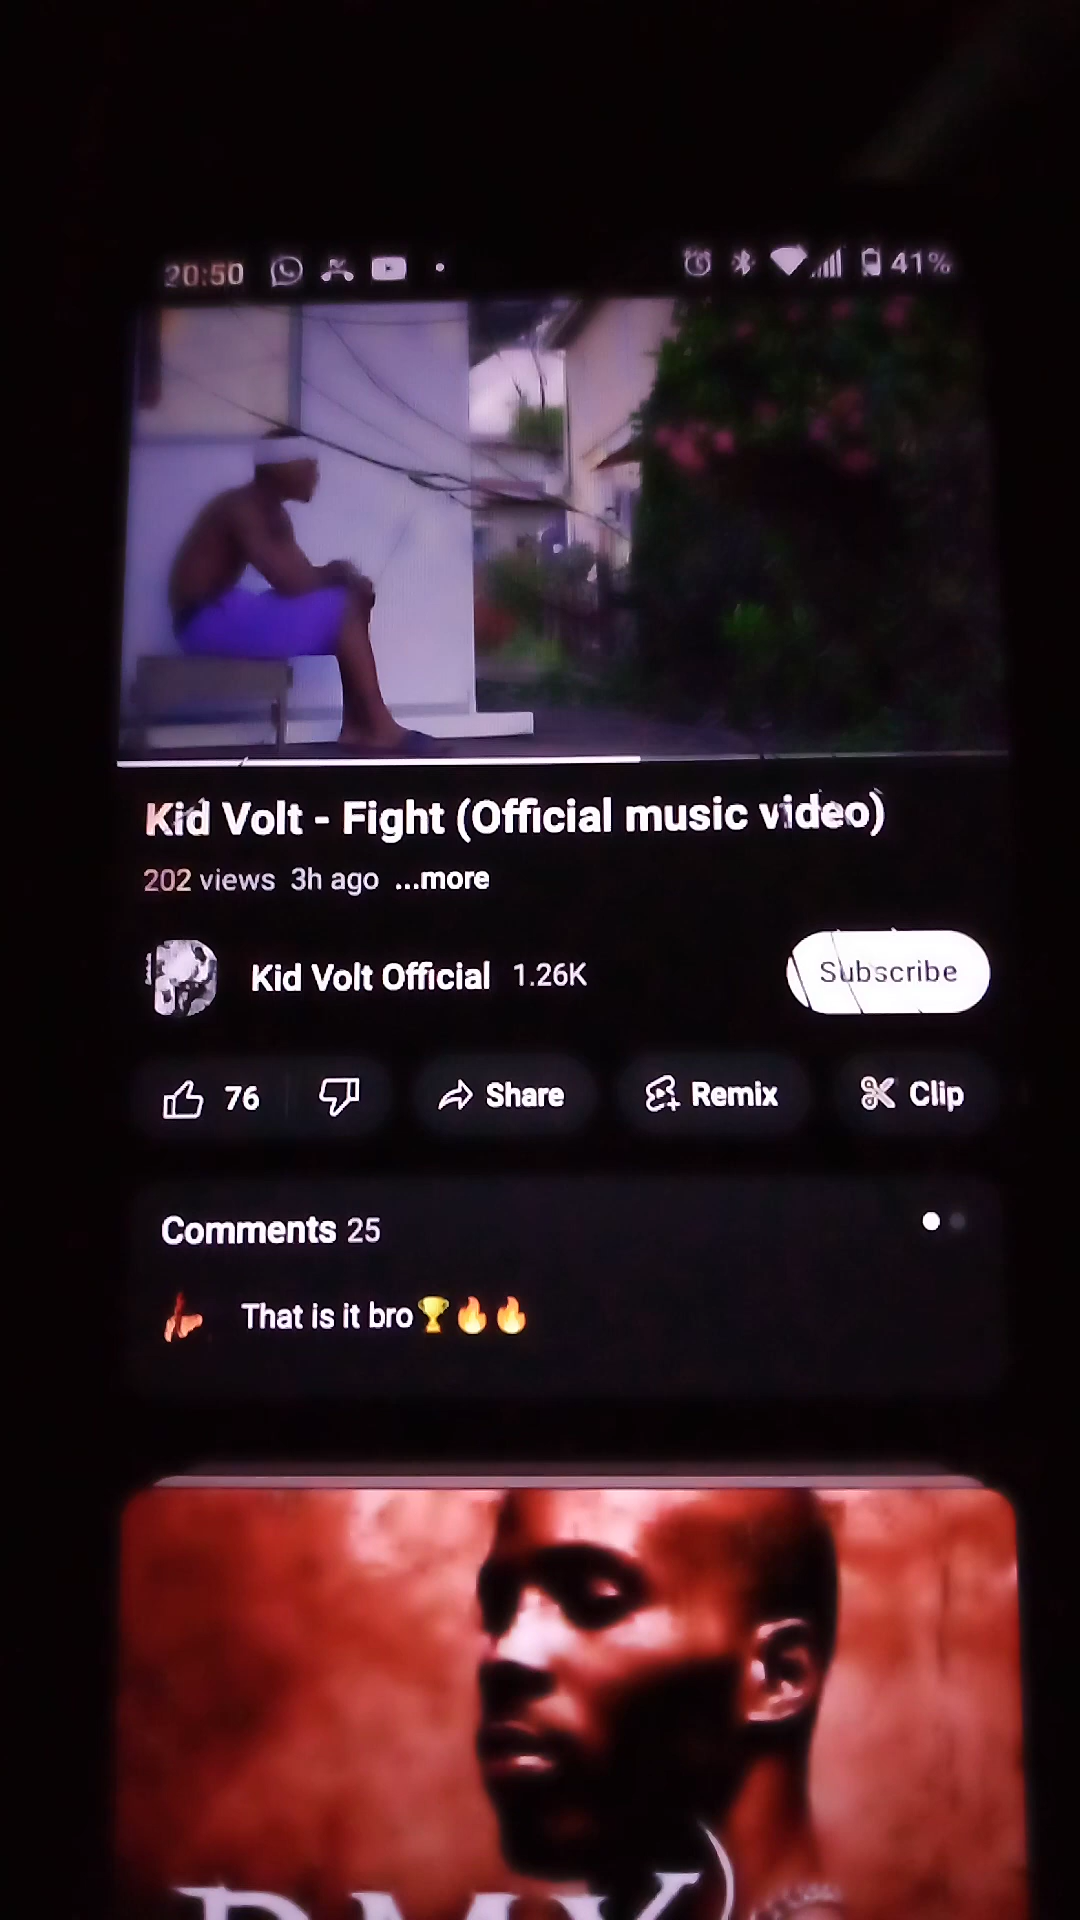 20:50 41%
Kid Volt - Fight (Official music video)
202 views 3h ago ...more
Kid Volt Official 1.26K Subscribe
76 Share Remix Clip
Comments 25
That is it bro🏆🔥🔥
DMX